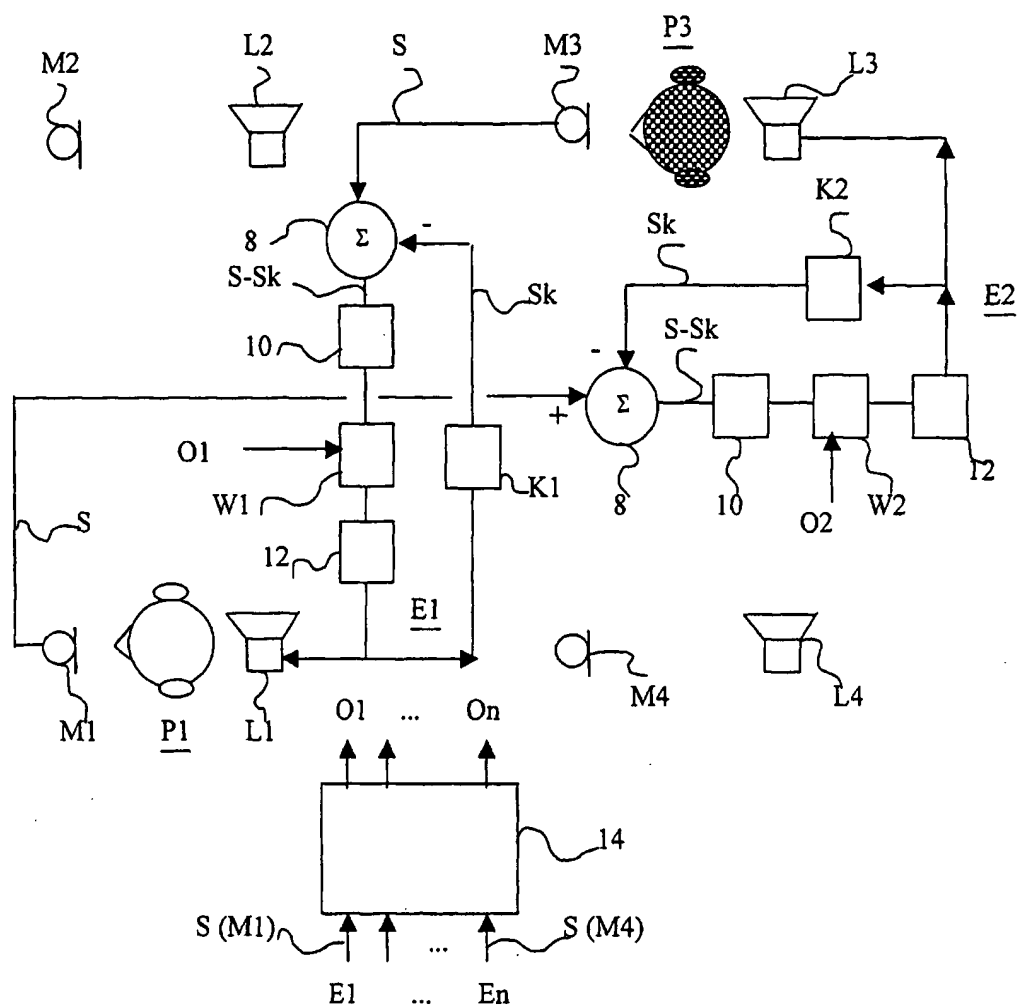 P3
M2 L2 S M3 L3
K2
8 Σ - Sk
S-Sk Sk E2
10 - S-Sk
Σ
+
O1 K1 12
W1 8 10 W2
O2
S 12
E1
M1 P1 L1 M4 L4
O1 ... On
14
S (M1) ... S (M4)
E1 ... En